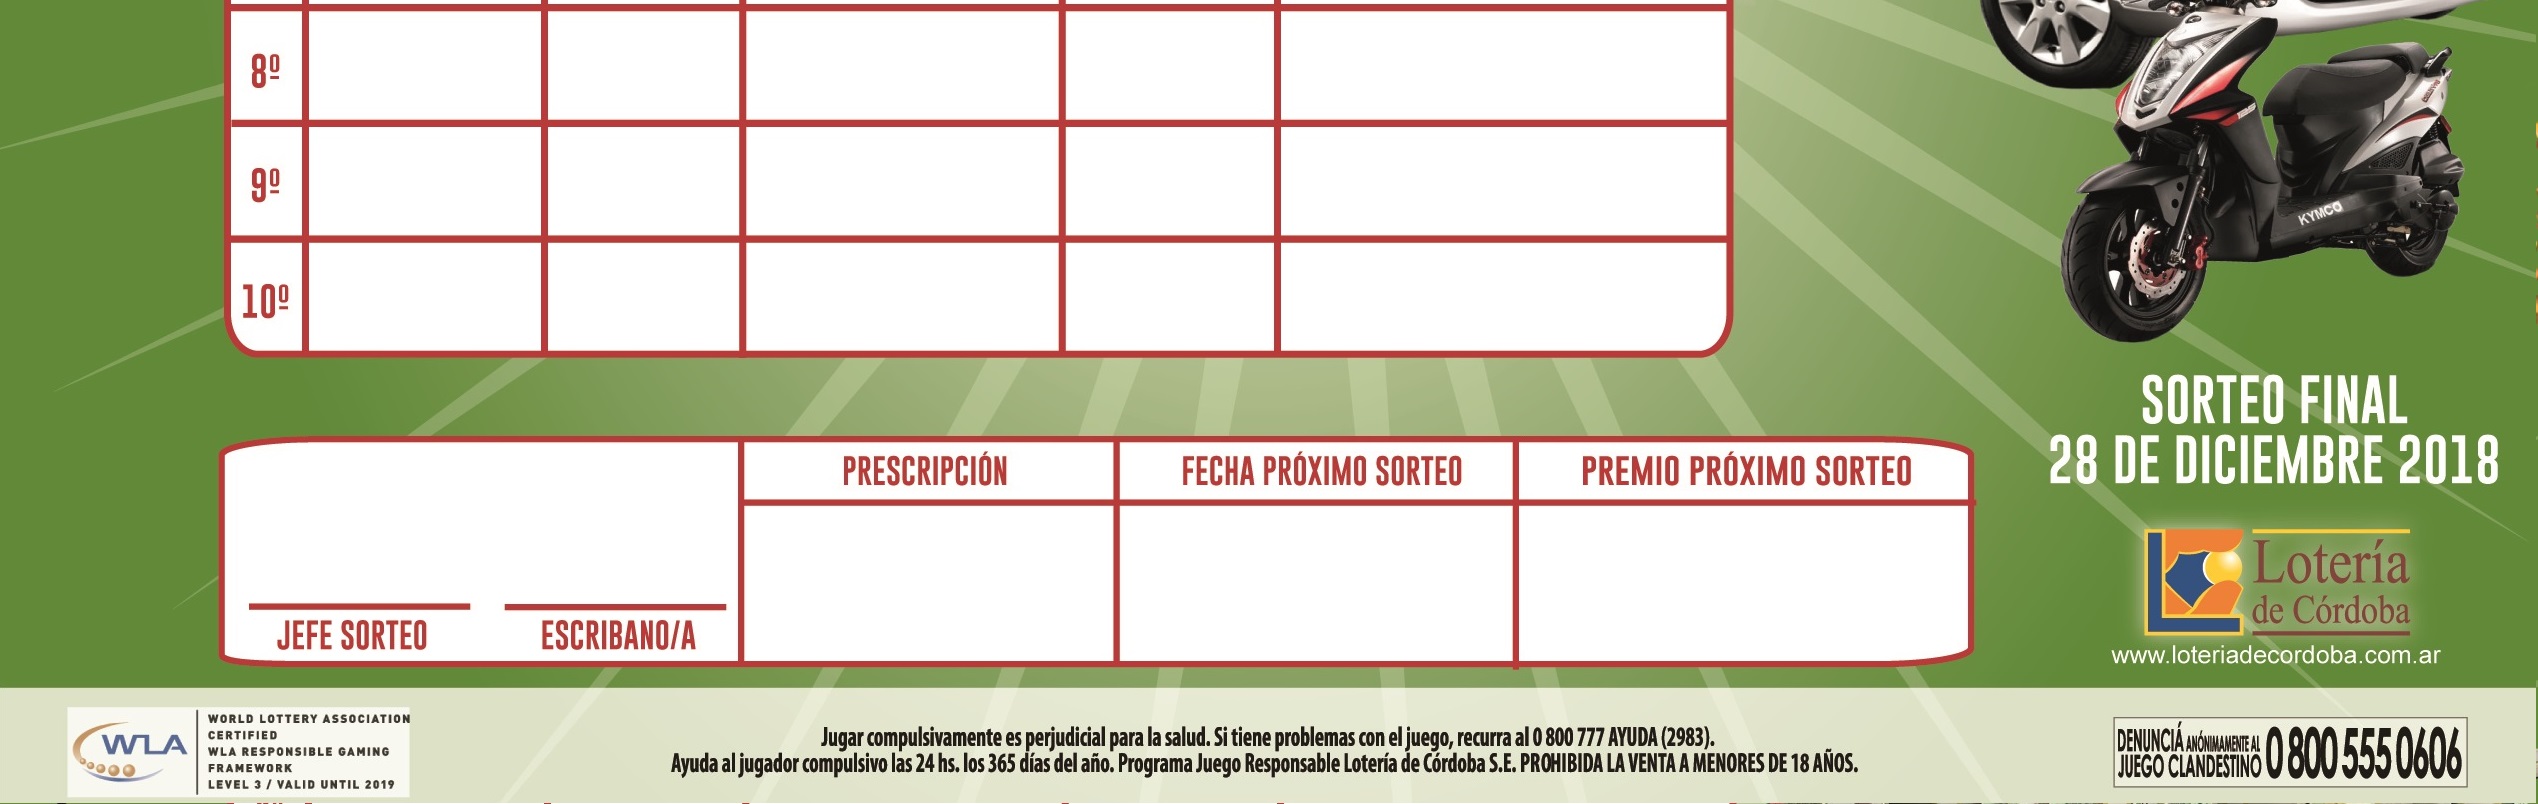 8º
9º
10º
KYMCO
SORTEO FINAL
28 DE DICIEMBRE 2018
PRESCRIPCIÓN
FECHA PRÓXIMO SORTEO
PREMIO PRÓXIMO SORTEO
JEFE SORTEO
ESCRIBANO/A
Lotería
de Córdoba
www.loteriadecordoba.com.ar
WLA
WORLD LOTTERY ASSOCIATION
CERTIFIED
WLA RESPONSIBLE GAMING
FRAMEWORK
LEVEL 3 / VALID UNTIL 2019
Jugar compulsivamente es perjudicial para la salud. Si tiene problemas con el juego, recurra al 0 800 777 AYUDA (2983).
Ayuda al jugador compulsivo las 24 hs. los 365 días del año. Programa Juego Responsable Lotería de Córdoba S.E. PROHIBIDA LA VENTA A MENORES DE 18 AÑOS.
DENUNCIÁ ANÓNIMAMENTE AL
JUEGO CLANDESTINO
0 800 555 0606